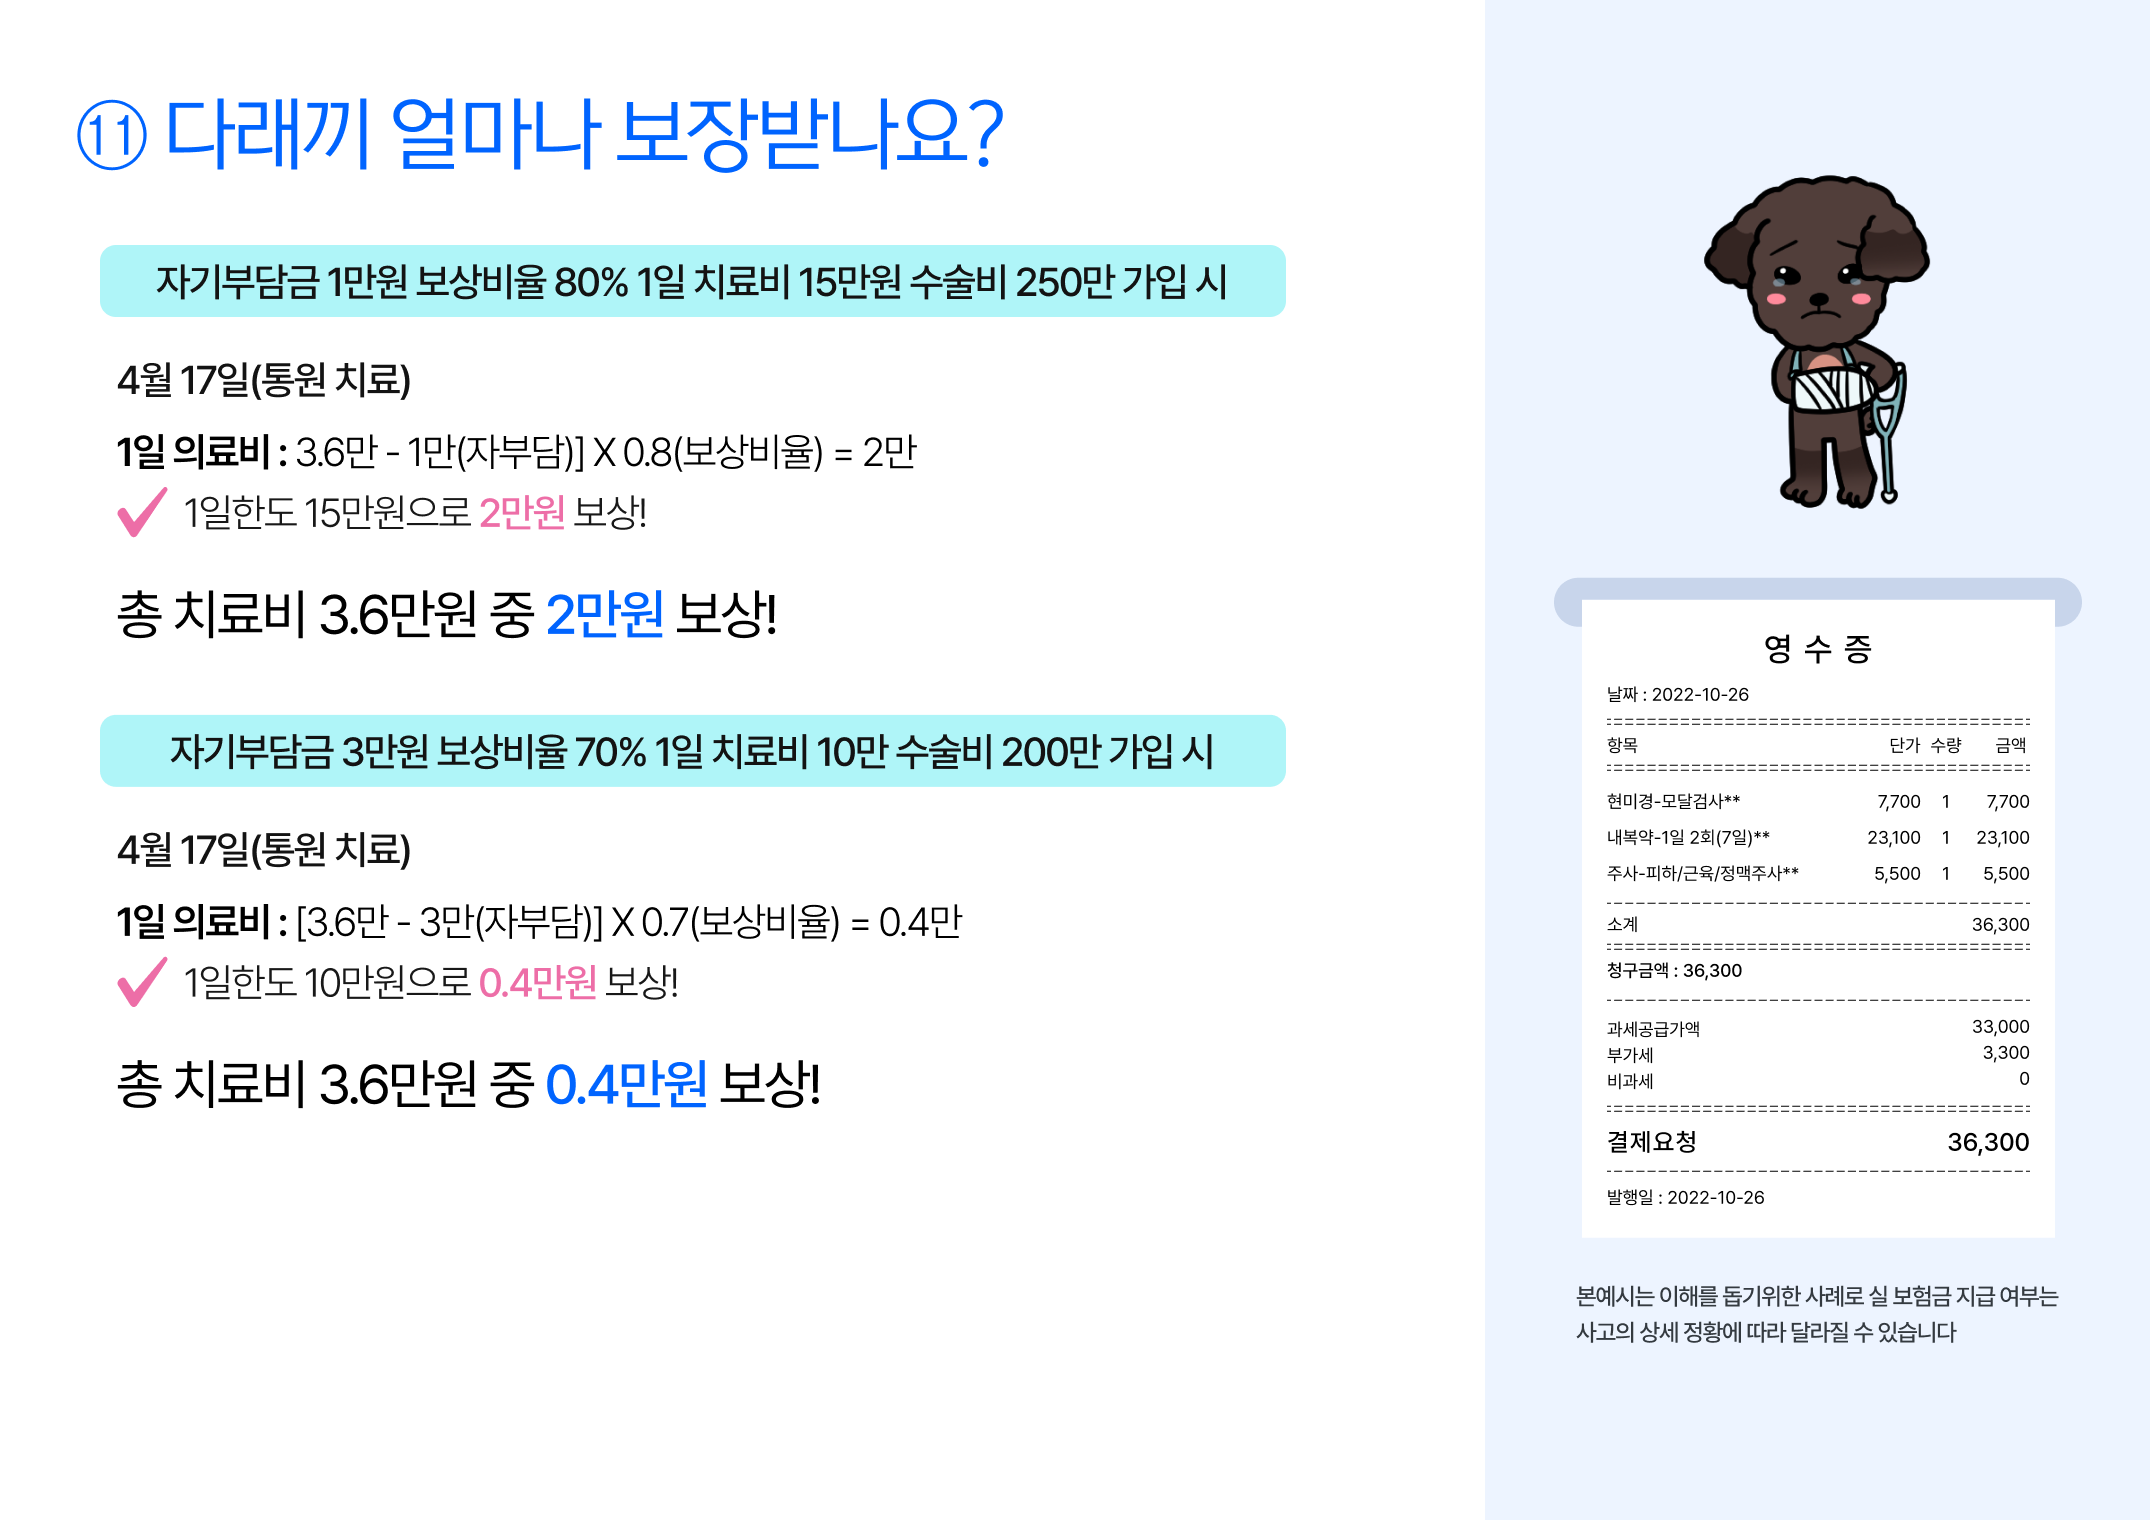 ⑪ 다래끼 얼마나 보장받나요?
자기부담금 1만원 보상비율 80% 1일 치료비 15만원 수술비 250만 가입 시
4월 17일(통원 치료)
1일 의료비 : 3.6만 - 1만(자부담)] X 0.8(보상비율) = 2만
1일한도 15만원으로 2만원 보상!
총 치료비 3.6만원 중 2만원 보상!
자기부담금 3만원 보상비율 70% 1일 치료비 10만 수술비 200만 가입 시
4월 17일(통원 치료)
1일 의료비 : [3.6만 - 3만(자부담)] X 0.7(보상비율) = 0.4만
1일한도 10만원으로 0.4만원 보상!
총 치료비 3.6만원 중 0.4만원 보상!
영 수 증
날짜 : 2022-10-26
항목 단가 수량 금액
현미경-모달검사** 7,700 1 7,700
내복약-1일 2회(7일)** 23,100 1 23,100
주사-피하/근육/정맥주사** 5,500 1 5,500
소계 36,300
청구금액 : 36,300
과세공급가액 33,000
부가세 3,300
비과세 0
결제요청 36,300
발행일 : 2022-10-26
본예시는 이해를 돕기위한 사례로 실 보험금 지급 여부는
사고의 상세 정황에 따라 달라질 수 있습니다